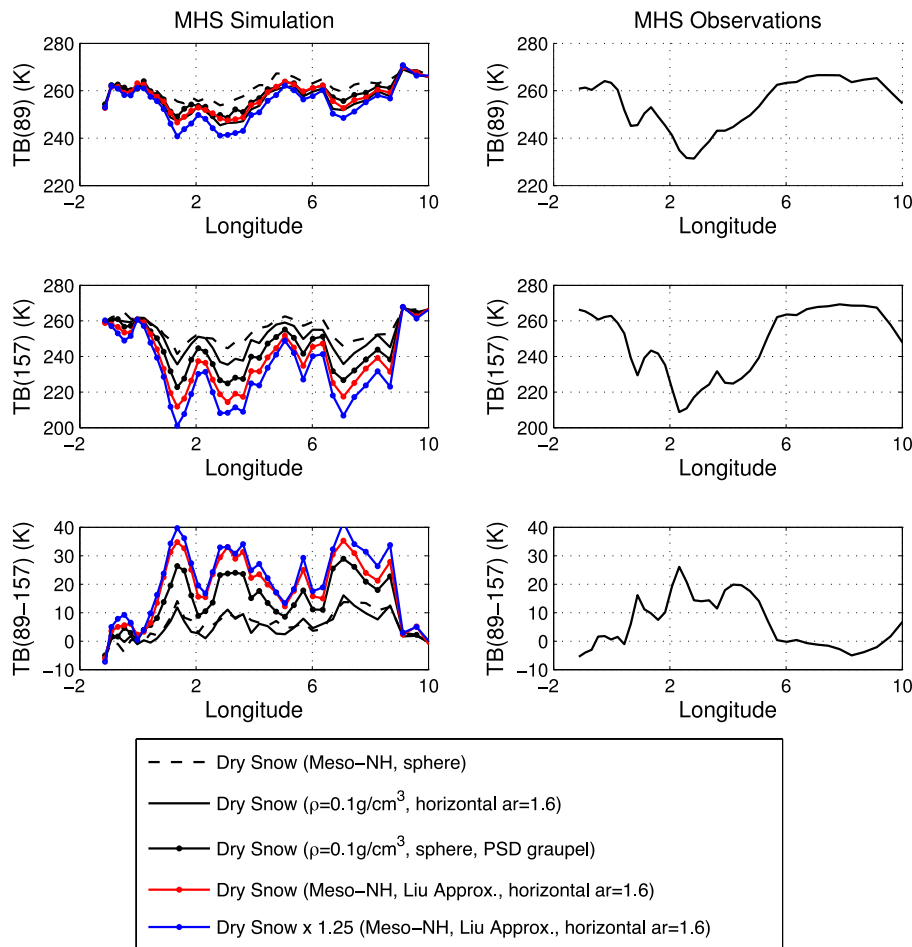 MHS Simulation
MHS Observations
280
260
240
220
TB(89) (K)
−2
2
6
10
Longitude
280
260
240
220
TB(89) (K)
−2
2
6
10
Longitude
280
260
240
220
200
TB(157) (K)
−2
2
6
10
Longitude
280
260
240
220
200
TB(157) (K)
−2
2
6
10
Longitude
40
30
20
10
0
−10
TB(89−157) (K)
−2
2
6
10
Longitude
40
30
20
10
0
−10
TB(89−157) (K)
−2
2
6
10
Longitude
Dry Snow (Meso−NH, sphere)
Dry Snow (ρ=0.1g/cm³, horizontal ar=1.6)
Dry Snow (ρ=0.1g/cm³, sphere, PSD graupel)
Dry Snow (Meso−NH, Liu Approx., horizontal ar=1.6)
Dry Snow x 1.25 (Meso−NH, Liu Approx., horizontal ar=1.6)